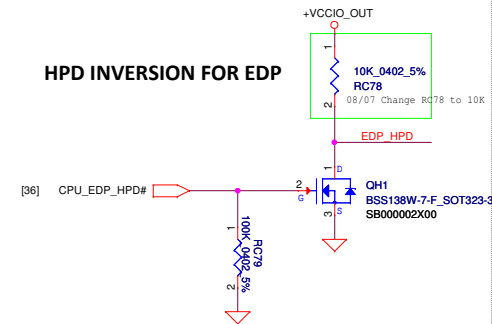 +VCCIO_OUT
1
HPD INVERSION FOR EDP
10K_0402_5%
RC78
2
08/07 Change RC78 to 10K
EDP_HPD
1
D
[36] CPU_EDP_HPD#
2
G
QH1
BSS138W-7-F_SOT323-3
SB000002X00
3
S
1
RC79
100K_0402_5%
2